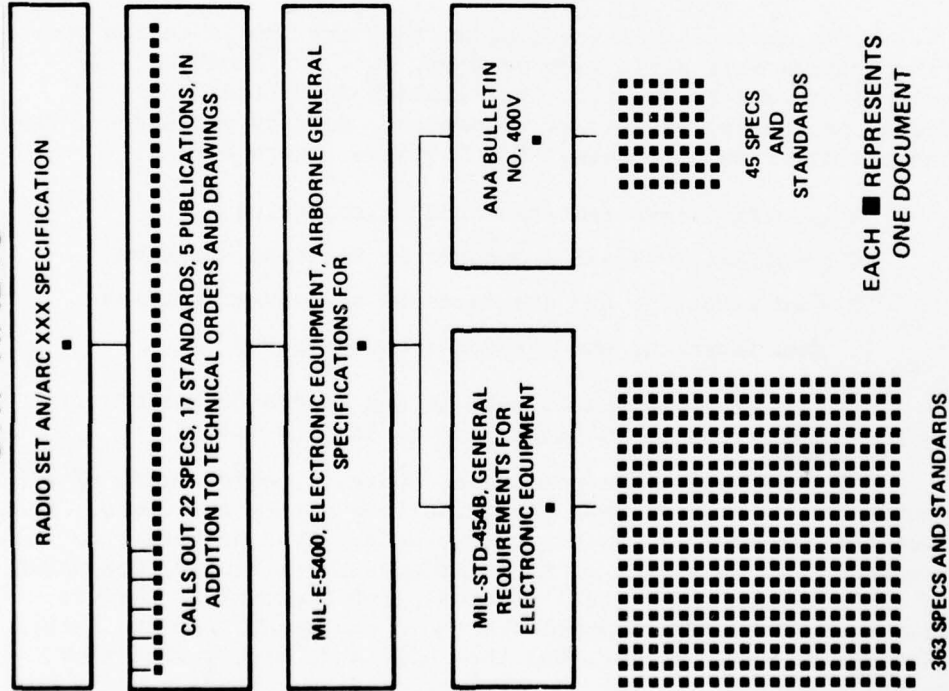 RADIO SET AN/ARC XXX SPECIFICATION
CALLS OUT 22 SPECS, 17 STANDARDS, 5 PUBLICATIONS, IN
ADDITION TO TECHNICAL ORDERS AND DRAWINGS
MIL-E-5400, ELECTRONIC EQUIPMENT, AIRBORNE GENERAL
SPECIFICATIONS FOR
MIL-STD-454B, GENERAL
REQUIREMENTS FOR
ELECTRONIC EQUIPMENT
ANA BULLETIN
NO. 400V
363 SPECS AND STANDARDS
45 SPECS
AND
STANDARDS
EACH ■ REPRESENTS
ONE DOCUMENT